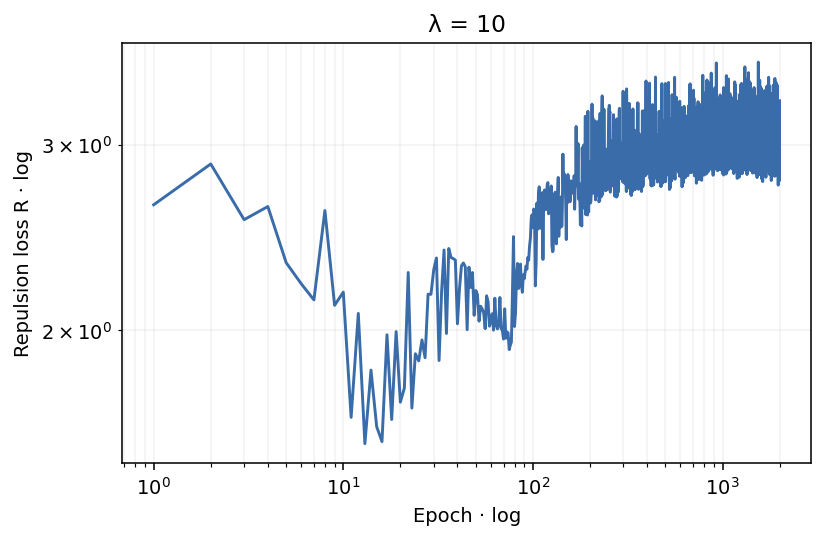 λ = 10
Repulsion loss R · log
3 × 10⁰
2 × 10⁰
10⁰ 10¹ 10² 10³
Epoch · log